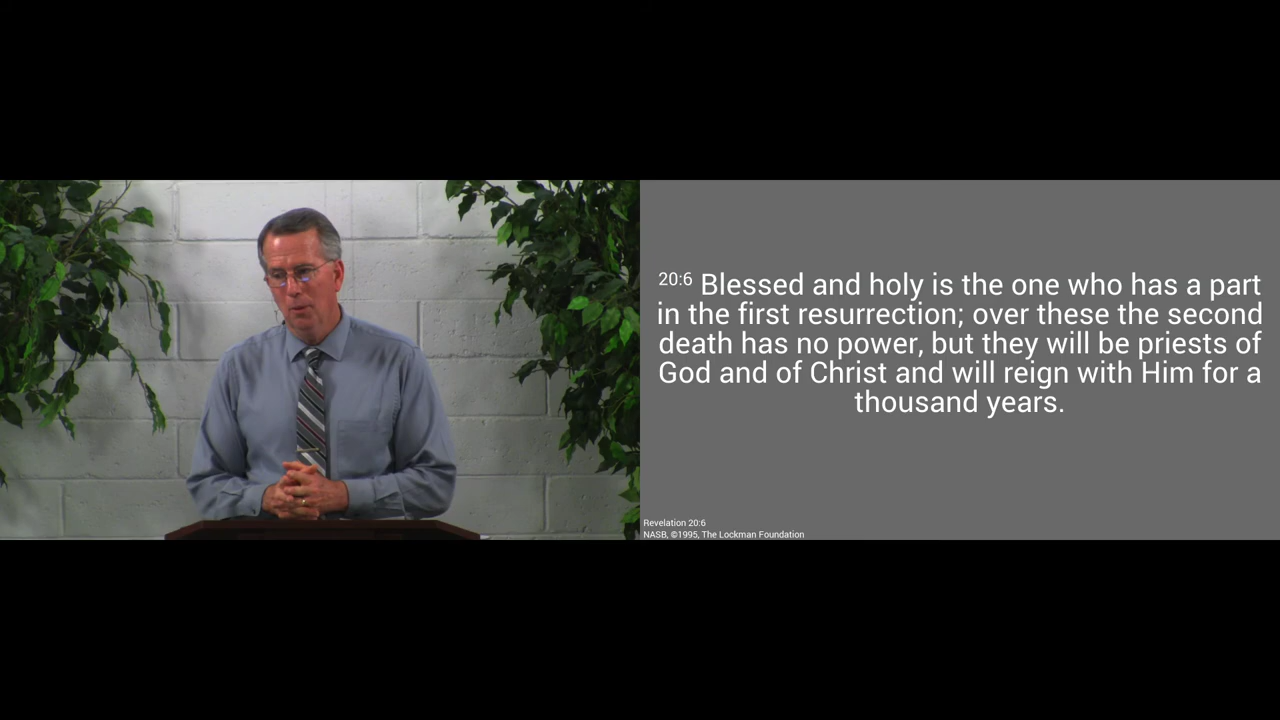 20:6 Blessed and holy is the one who has a part
in the first resurrection; over these the second
death has no power, but they will be priests of
God and of Christ and will reign with Him for a
thousand years.
Revelation 20:6
NASB, ©1995, The Lockman Foundation